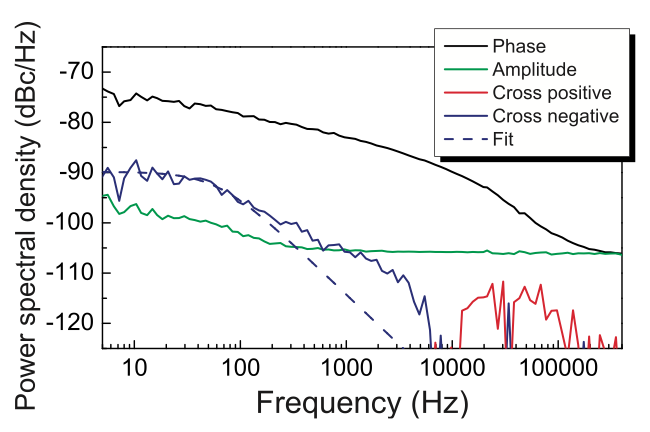 Phase
Amplitude
Cross positive
Cross negative
Fit
Power spectral density (dBc/Hz)
-70
-80
-90
-100
-110
-120
10 100 1000 10000 100000
Frequency (Hz)